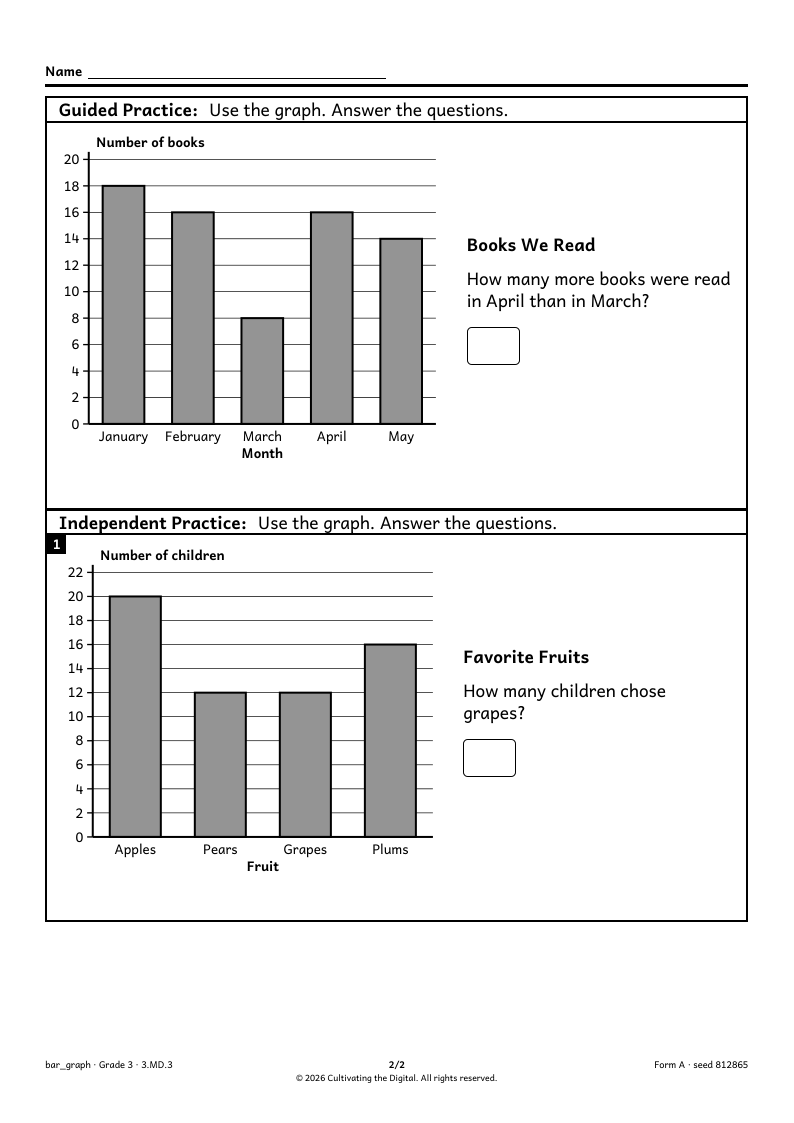 Name
Guided Practice: Use the graph. Answer the questions.
Number of books
20
18
16
14
12
10
8
6
4
2
0
January February March April May
Month
Books We Read
How many more books were read
in April than in March?
Independent Practice: Use the graph. Answer the questions.
1
Number of children
22
20
18
16
14
12
10
8
6
4
2
0
Apples Pears Grapes Plums
Fruit
Favorite Fruits
How many children chose
grapes?
bar_graph · Grade 3 · 3.MD.3 2/2 Form A · seed 812865
© 2026 Cultivating the Digital. All rights reserved.